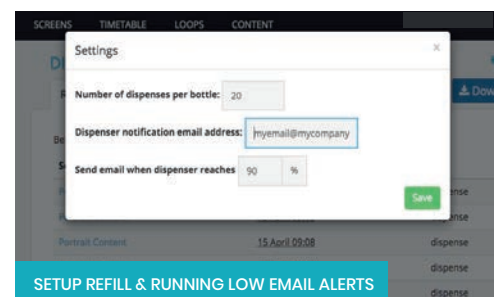 SCREENS TIMETABLE LOOPS CONTENT
Settings ×
Number of dispenses per bottle: 20
Dispenser notification email address: myemail@mycompany
Send email when dispenser reaches 90 %
Save
Portrait Content 15 April 09:08 dispense
dispense
dispense
SETUP REFILL & RUNNING LOW EMAIL ALERTS